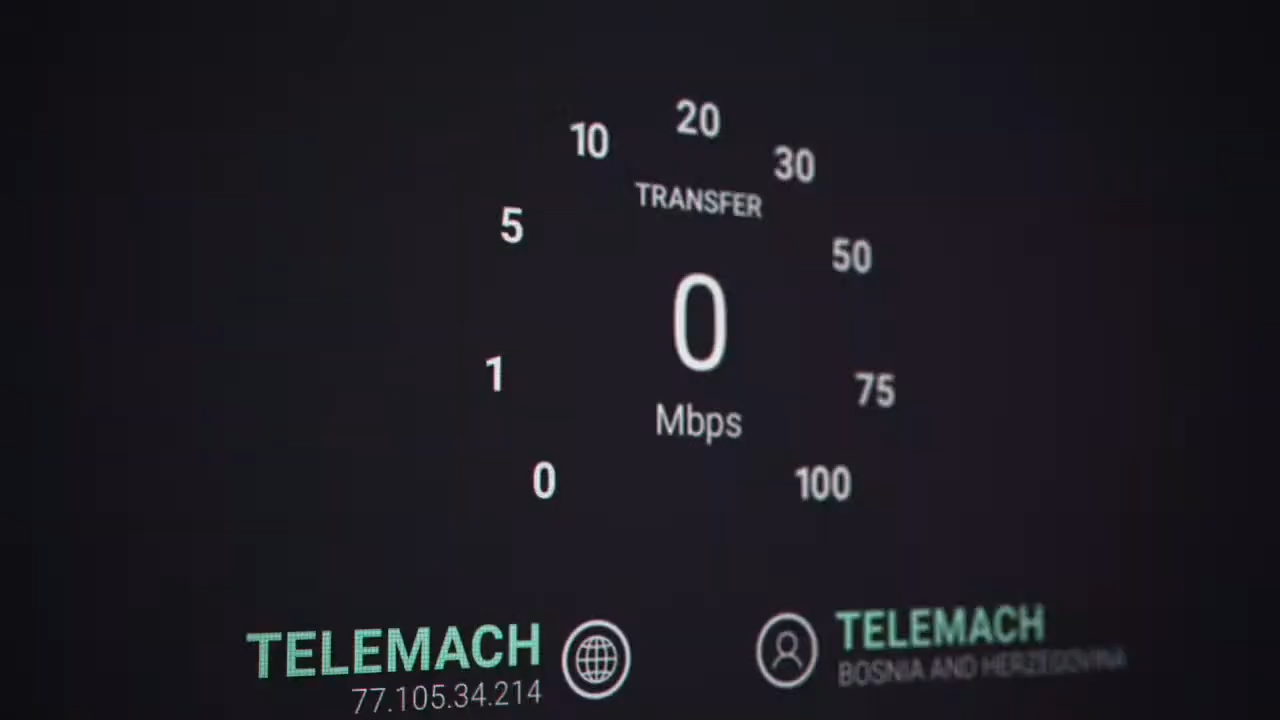 20
10
30
TRANSFER
5
50
0
1
75
Mbps
0
100
TELEMACH
77.105.34.214
TELEMACH
BOSNIA AND HERZEGOVINA